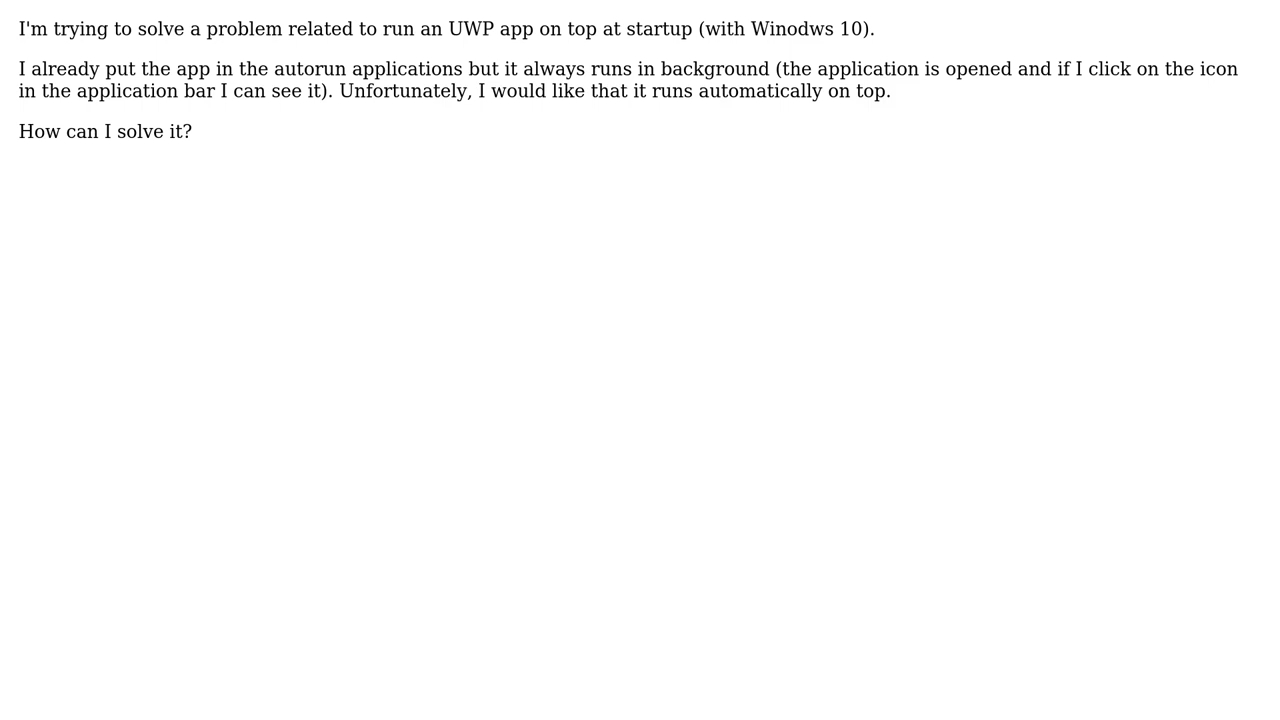 I'm trying to solve a problem related to run an UWP app on top at startup (with Winodws 10).
I already put the app in the autorun applications but it always runs in background (the application is opened and if I click on the icon
in the application bar I can see it). Unfortunately, I would like that it runs automatically on top.
How can I solve it?